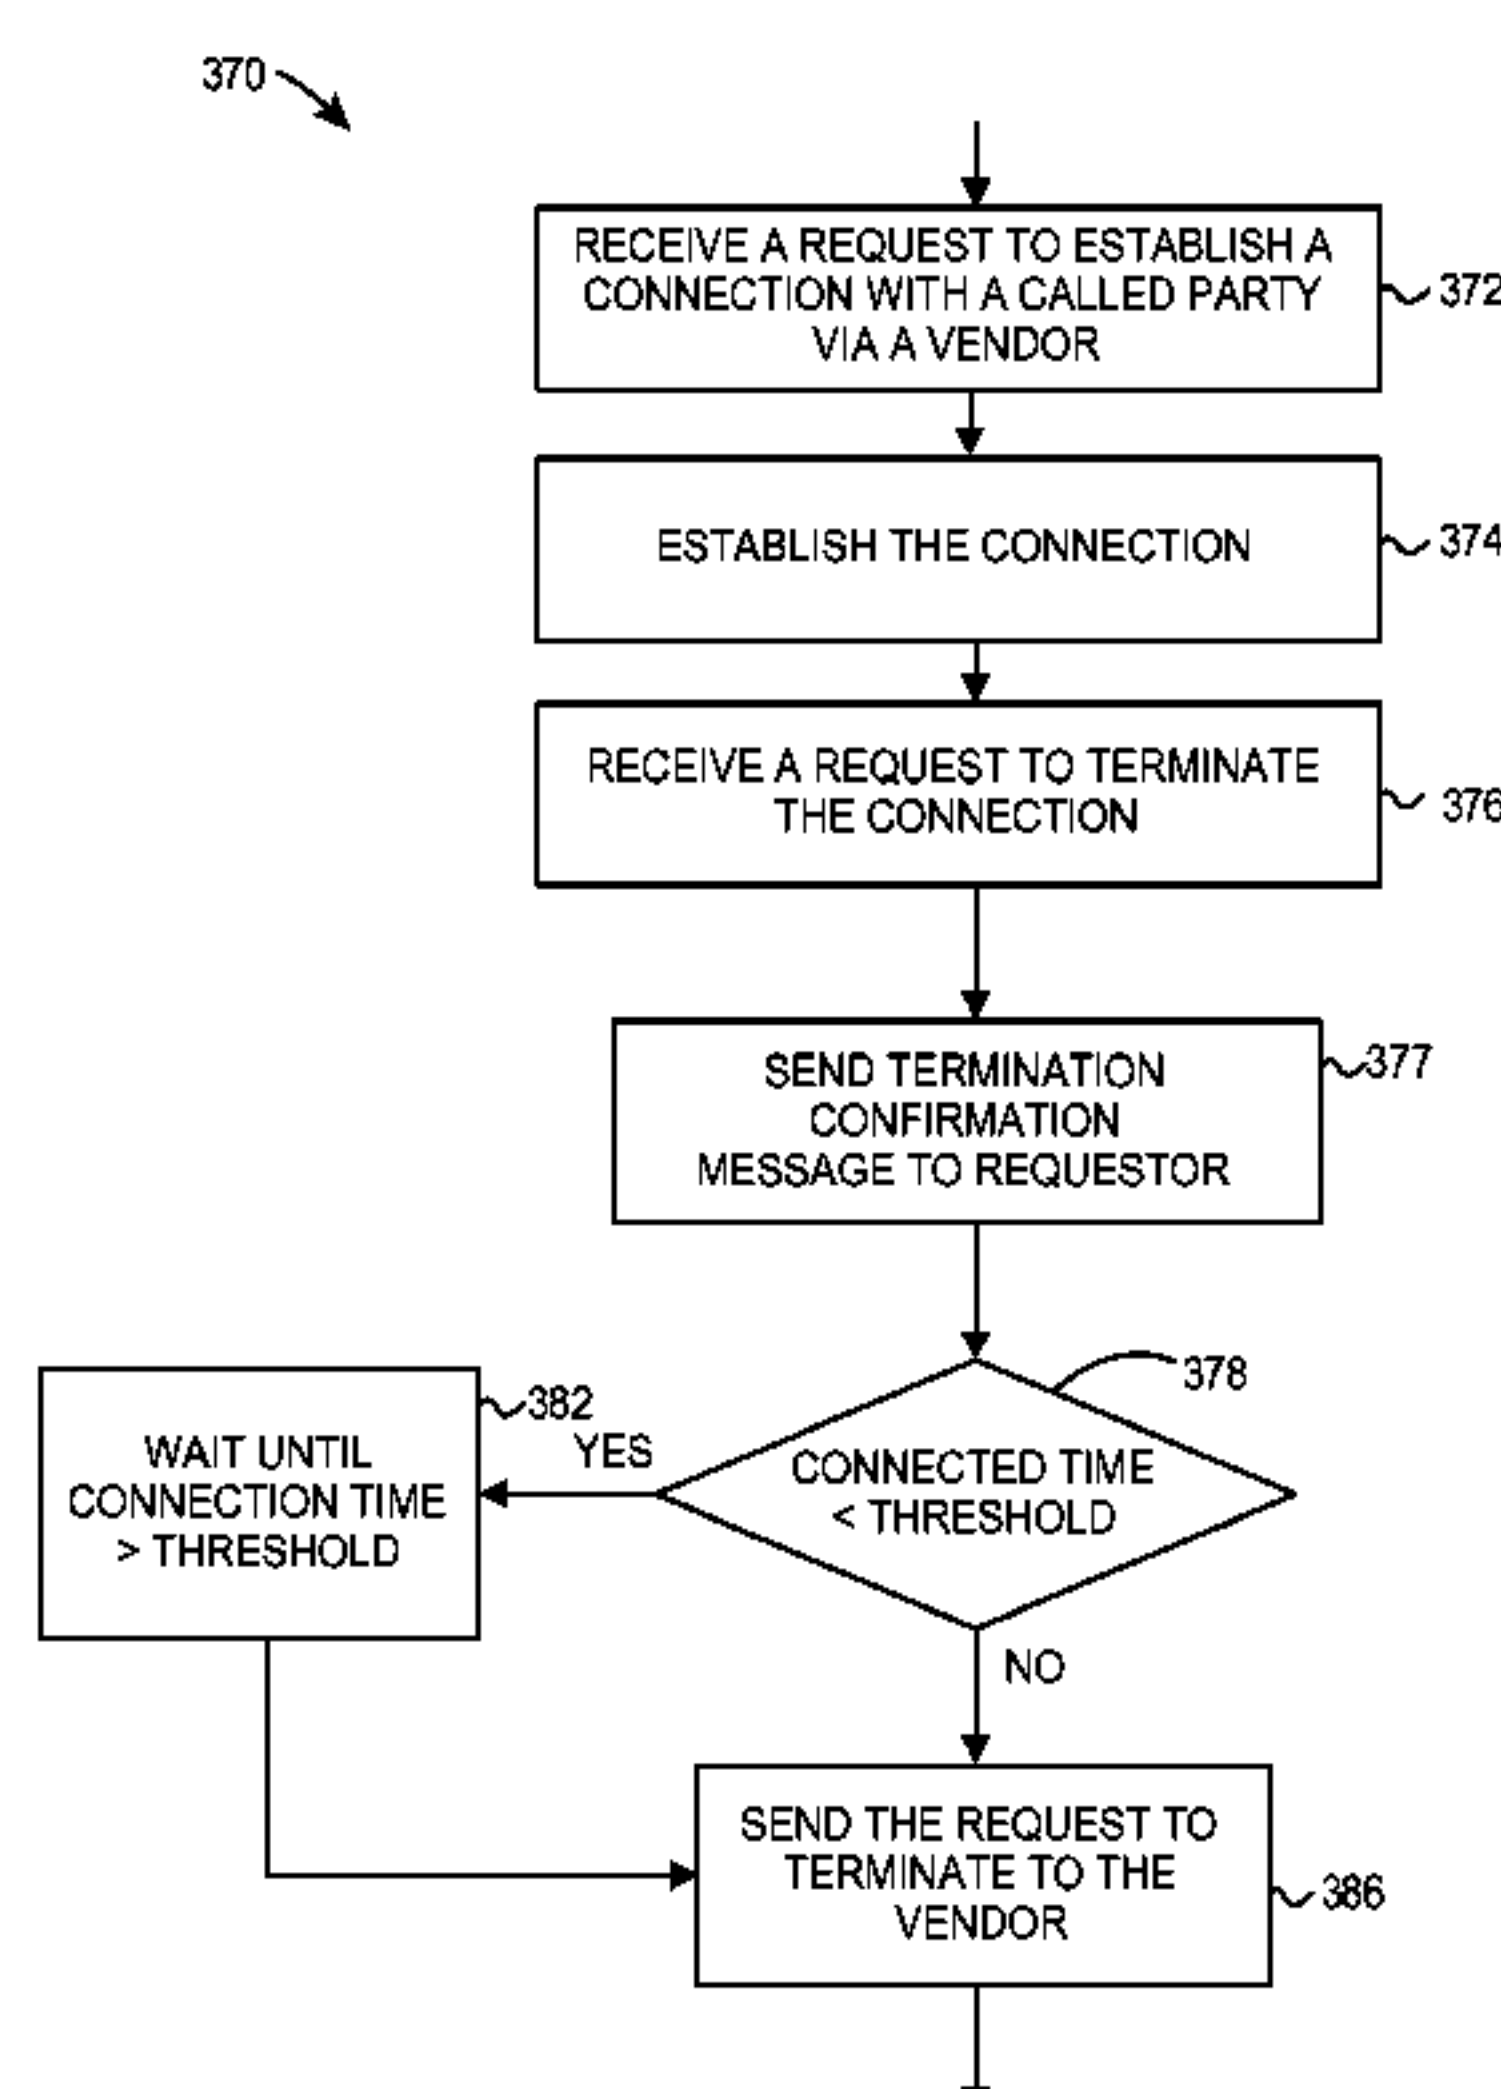 370
RECEIVE A REQUEST TO ESTABLISH A
CONNECTION WITH A CALLED PARTY
VIA A VENDOR
372
ESTABLISH THE CONNECTION
374
RECEIVE A REQUEST TO TERMINATE
THE CONNECTION
376
SEND TERMINATION
CONFIRMATION
MESSAGE TO REQUESTOR
377
378
CONNECTED TIME
< THRESHOLD
YES
382
WAIT UNTIL
CONNECTION TIME
> THRESHOLD
NO
SEND THE REQUEST TO
TERMINATE TO THE
VENDOR
386